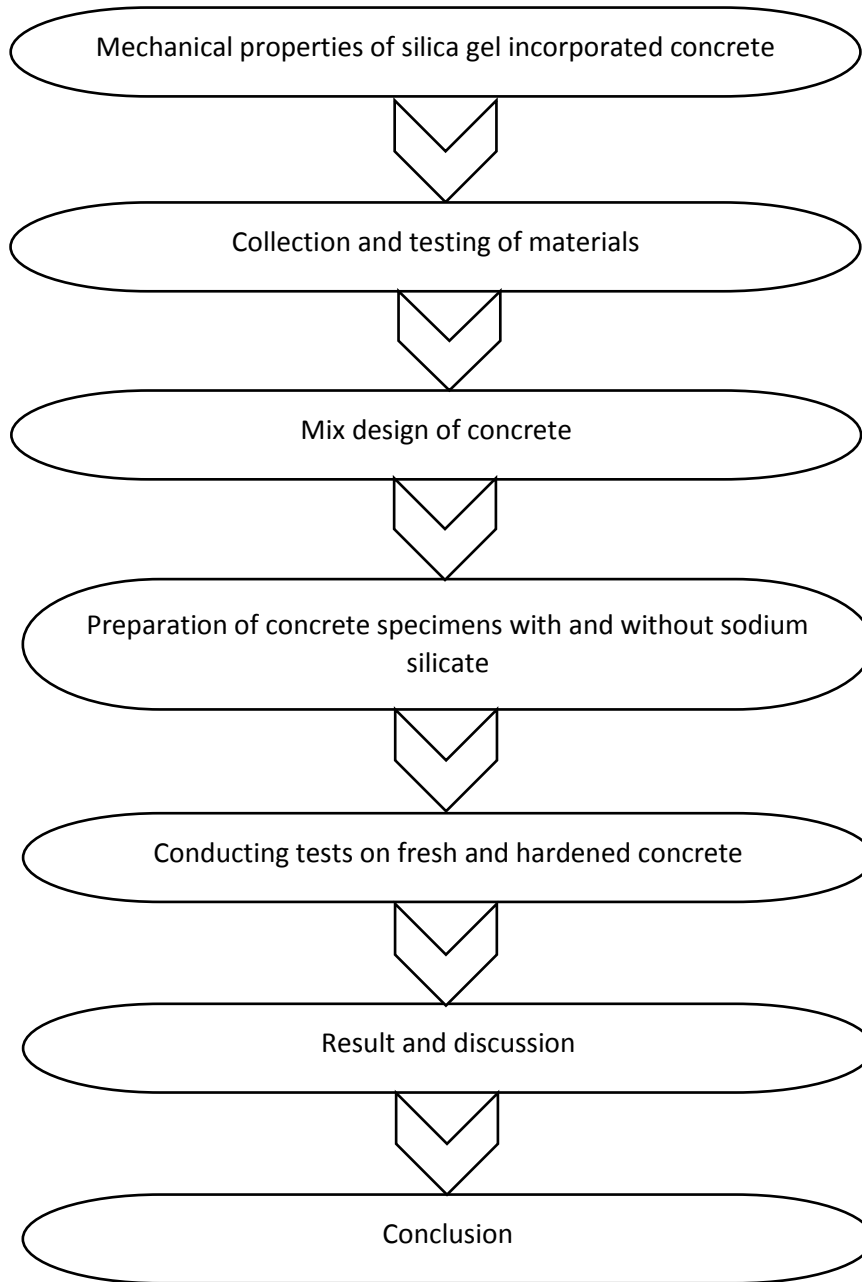 Mechanical properties of silica gel incorporated concrete
Collection and testing of materials
Mix design of concrete
Preparation of concrete specimens with and without sodium
silicate
Conducting tests on fresh and hardened concrete
Result and discussion
Conclusion